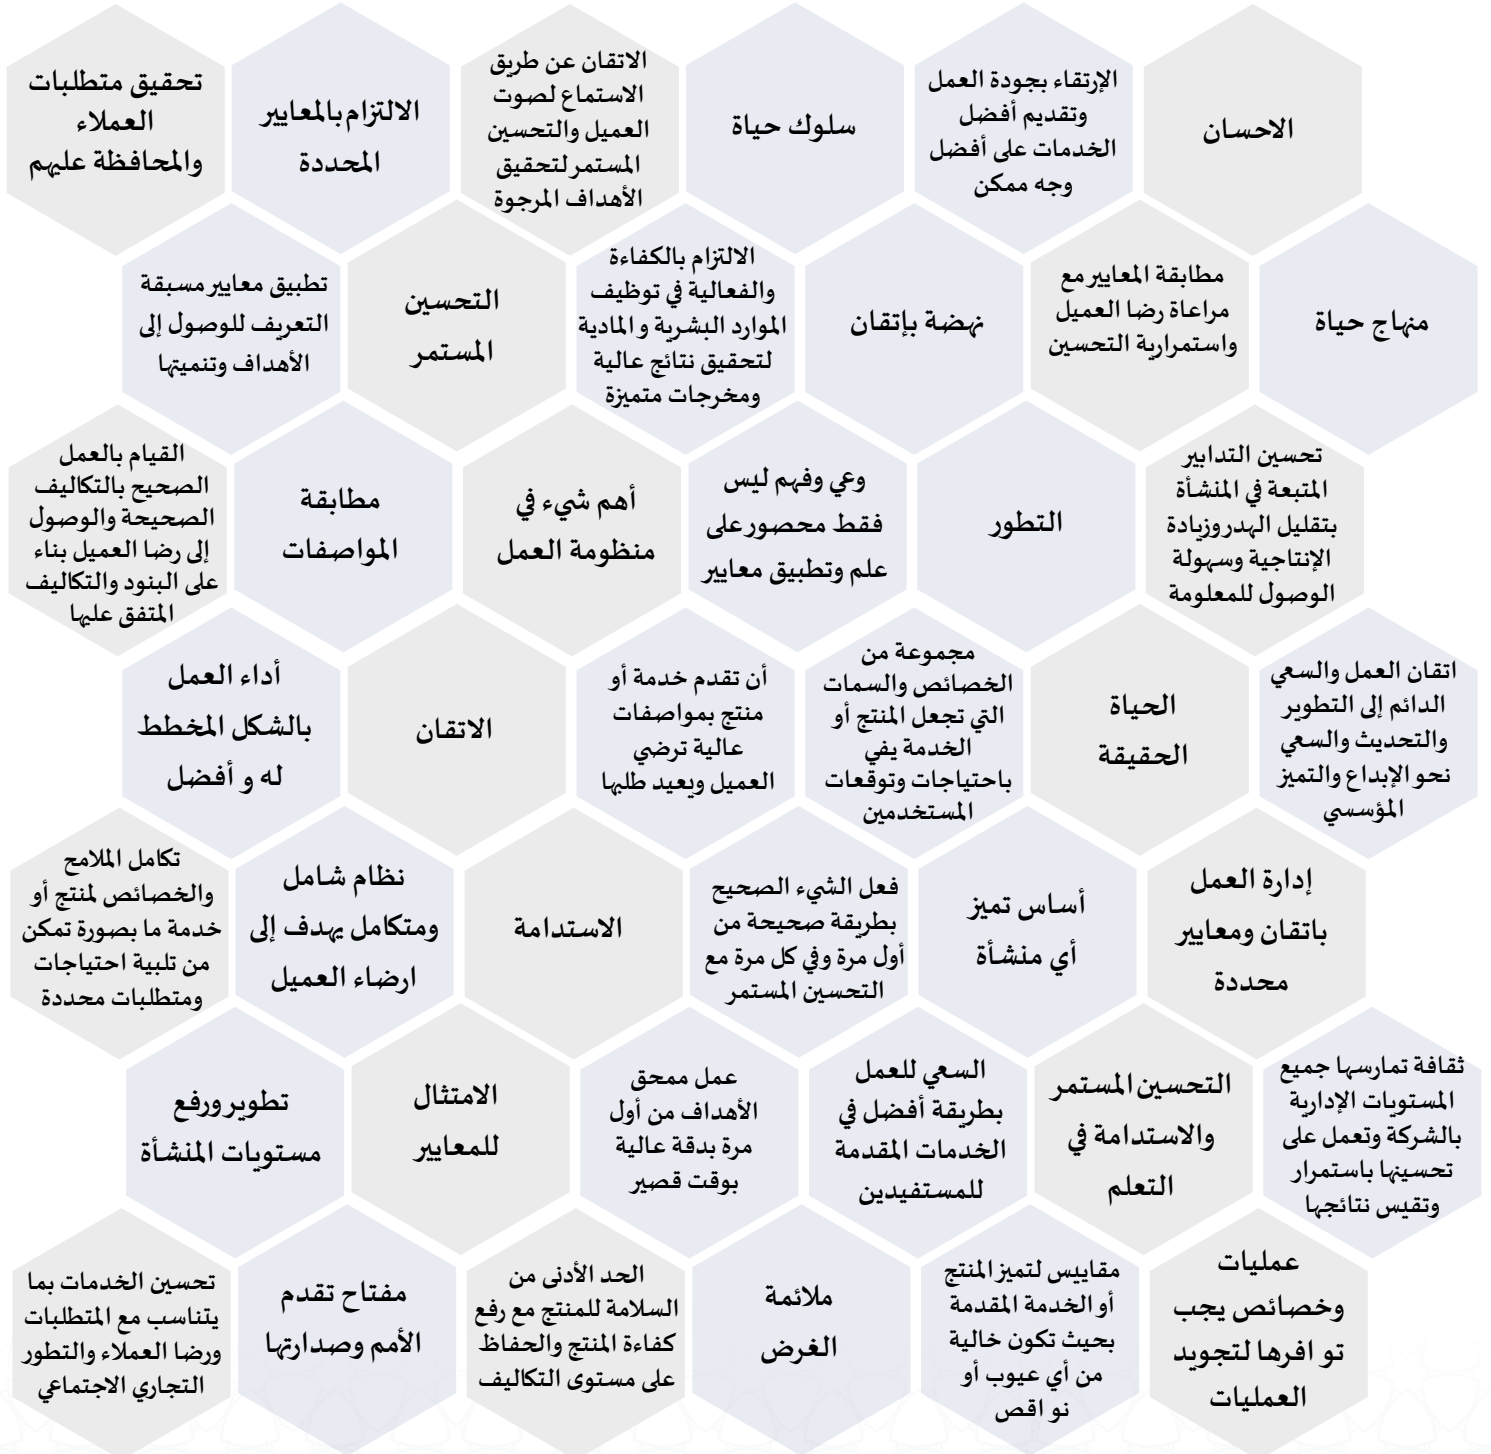 الاحسان
الإرتقاء بجودة العمل
وتقديم أفضل
الخدمات على أفضل
وجه ممكن
سلوك حياة
الاتقان عن طريق
الاستماع لصوت
العميل والتحسين
المستمر لتحقيق
الأهداف المرجوة
الالتزام بالمعايير
المحددة
تحقيق متطلبات
العملاء
والمحافظة عليهم
منهاج حياة
مطابقة المعايير مع
مراعاة رضا العميل
واستمرارية التحسين
نهضة بإتقان
الالتزام بالكفاءة
والفعالية في توظيف
الموارد البشرية و المادية
لتحقيق نتائج عالية
ومخرجات متميزة
التحسين
المستمر
تطبيق معايير مسبقة
التعريف للوصول إلى
الأهداف وتنميتها
تحسين التدابير
المتبعة في المنشأة
بتقليل الهدروزيادة
الإنتاجية وسهولة
الوصول للمعلومة
التطور
وعي وفهم ليس
فقط محصور على
علم وتطبيق معايير
أهم شيء في
منظومة العمل
مطابقة
المواصفات
القيام بالعمل
الصحيح بالتكاليف
الصحيحة والوصول
إلى رضا العميل بناء
على البنود والتكاليف
المتفق عليها
اتقان العمل والسعي
الدائم إلى التطوير
والتحديث والسعي
نحو الإبداع والتميز
المؤسسي
الحياة
الحقيقة
مجموعة من
الخصائص والسمات
التي تجعل المنتج أو
الخدمة يفي
باحتياجات وتوقعات
المستخدمين
أن تقدم خدمة أو
منتج بمواصفات
عالية ترضي
العميل ويعيد طلبها
الاتقان
أداء العمل
بالشكل المخطط
له و أفضل
إدارة العمل
باتقان ومعايير
محددة
أساس تميز
أي منشأة
فعل الشيء الصحيح
بطريقة صحيحة من
أول مرة وفي كل مرة مع
التحسين المستمر
الاستدامة
نظام شامل
ومتكامل يهدف إلى
ارضاء العميل
تكامل الملامح
والخصائص لمنتج أو
خدمة ما بصورة تمكن
من تلبية احتياجات
ومتطلبات محددة
ثقافة تمارسها جميع
المستويات الإدارية
بالشركة وتعمل على
تحسينها باستمرار
وتقيس نتائجها
التحسين المستمر
والاستدامة في
التعلم
السعي للعمل
بطريقة أفضل في
الخدمات المقدمة
للمستفيدين
عمل ممحق
الأهداف من أول
مرة بدقة عالية
بوقت قصير
الامتثال
للمعايير
تطوير ورفع
مستويات المنشأة
عمليات
وخصائص يجب
تو افرها لتجويد
العمليات
مقاييس لتميز المنتج
أو الخدمة المقدمة
بحيث تكون خالية
من أي عيوب أو
نو اقص
ملائمة
الغرض
الحد الأدنى من
السلامة للمنتج مع رفع
كفاءة المنتج والحفاظ
على مستوى التكاليف
مفتاح تقدم
الأمم وصدارتها
تحسين الخدمات بما
يتناسب مع المتطلبات
ورضا العملاء والتطور
التجاري الاجتماعي